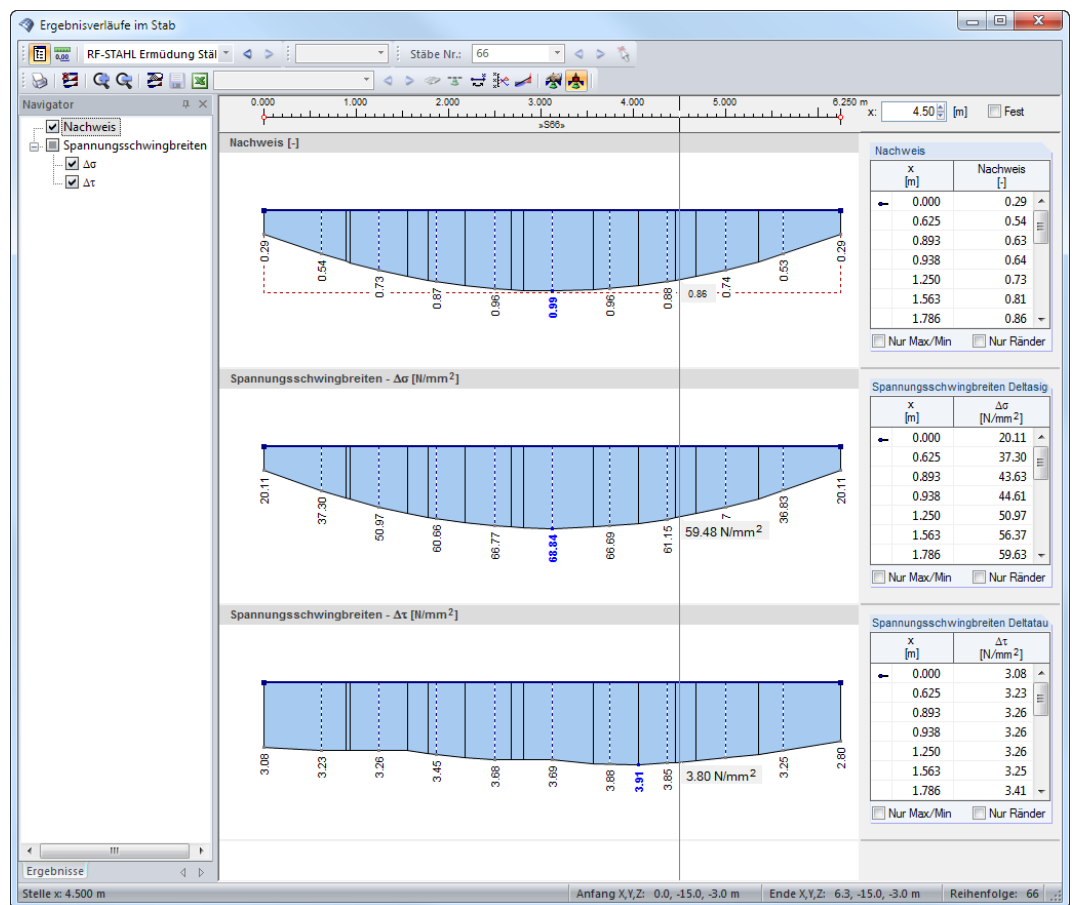 Ergebnisverläufe im Stab
RF-STAHL Ermüdung Stäl
Stäbe Nr.: 66
Navigator
Nachweis
Spannungsschwingbreiten
Δσ
Δτ
Ergebnisse
0.000 1.000 2.000 3.000 4.000 5.000 6.250 m
»S66»
x: 4.50 [m] Fest
Nachweis [-]
0.29 0.54 0.73 0.87 0.96 0.99 0.96 0.88 0.86 0.74 0.53 0.29
Nachweis
x [m] Nachweis [-]
0.000 0.29
0.625 0.54
0.893 0.63
0.938 0.64
1.250 0.73
1.563 0.81
1.786 0.86
Nur Max/Min Nur Ränder
Spannungsschwingbreiten - Δσ [N/mm²]
20.11 37.30 50.97 60.66 66.77 68.84 66.69 61.15 59.48 N/mm² 7 36.83 20.11
Spannungsschwingbreiten Deltasig
x [m] Δσ [N/mm²]
0.000 20.11
0.625 37.30
0.893 43.63
0.938 44.61
1.250 50.97
1.563 56.37
1.786 59.63
Nur Max/Min Nur Ränder
Spannungsschwingbreiten - Δτ [N/mm²]
3.08 3.23 3.26 3.45 3.68 3.69 3.88 3.91 3.85 3.80 N/mm² 3.25 2.80
Spannungsschwingbreiten Deltatau
x [m] Δτ [N/mm²]
0.000 3.08
0.625 3.23
0.893 3.26
0.938 3.26
1.250 3.26
1.563 3.25
1.786 3.41
Nur Max/Min Nur Ränder
Stelle x: 4.500 m
Anfang X,Y,Z: 0.0, -15.0, -3.0 m
Ende X,Y,Z: 6.3, -15.0, -3.0 m
Reihenfolge: 66